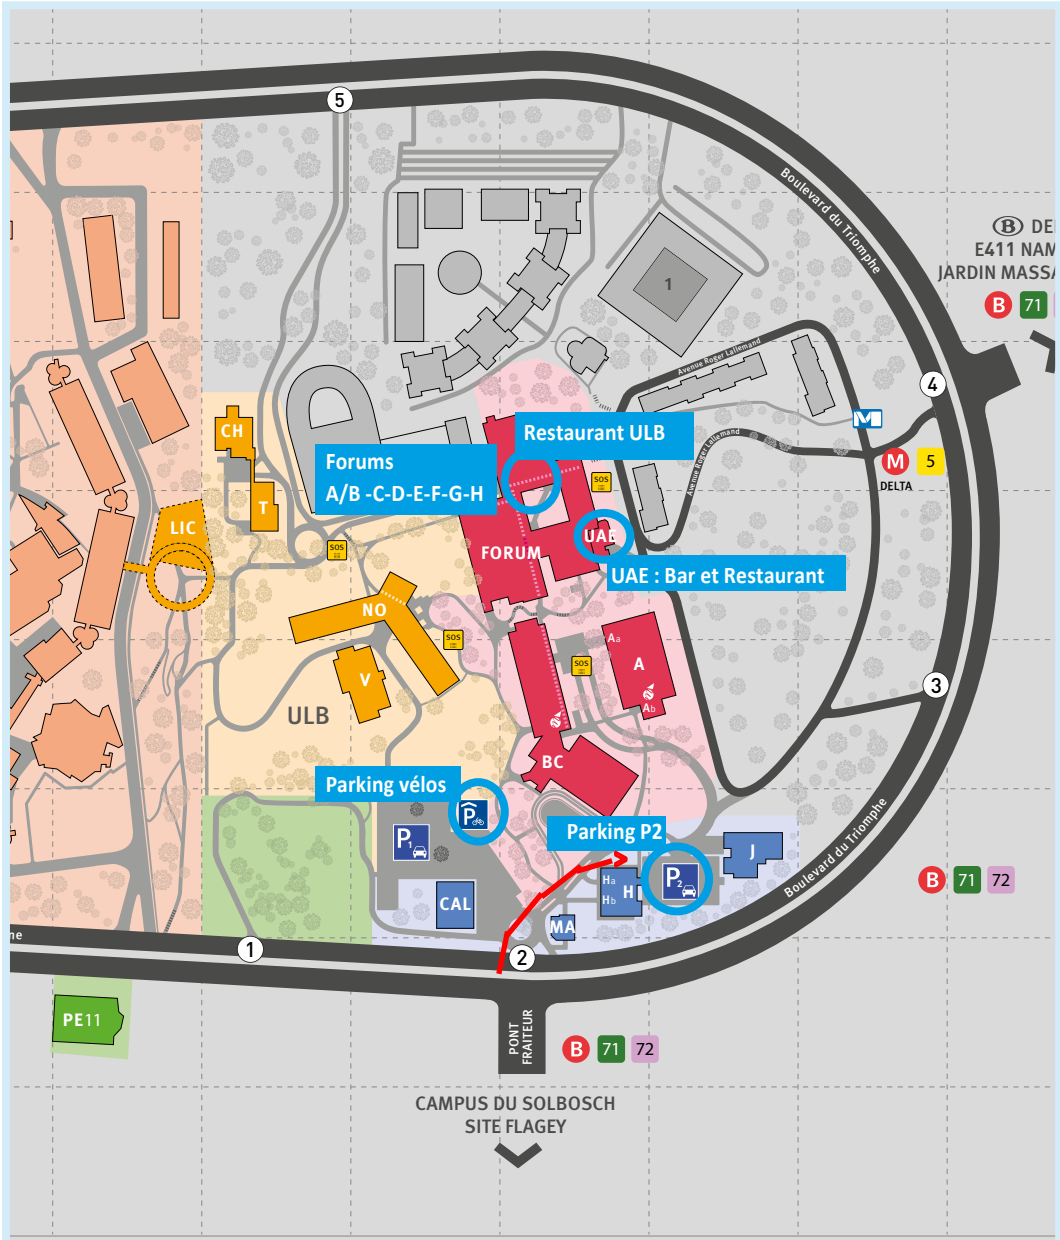 5
Boulevard du Triomphe
B DE
E411 NAM
JARDIN MASSA
B 71
1
Avenue Roger Lallemand
4
CH
Restaurant ULB
Forums
A/B -C-D-E-F-G-H
Avenue Roger Lallemand
M 5
DELTA
SOS
T
LIC
UAE
SOS
FORUM
UAE : Bar et Restaurant
NO
SOS
Aa
A
SOS
V
3
Ab
ULB
BC
Parking vélos
P
P1
Parking P2
J
Boulevard du Triomphe
Ha
H
Hb
P2
B 71 72
CAL
MA
ne
1
2
PE11
PONT
FRAITEUR
B 71 72
CAMPUS DU SOLBOSCH
SITE FLAGEY